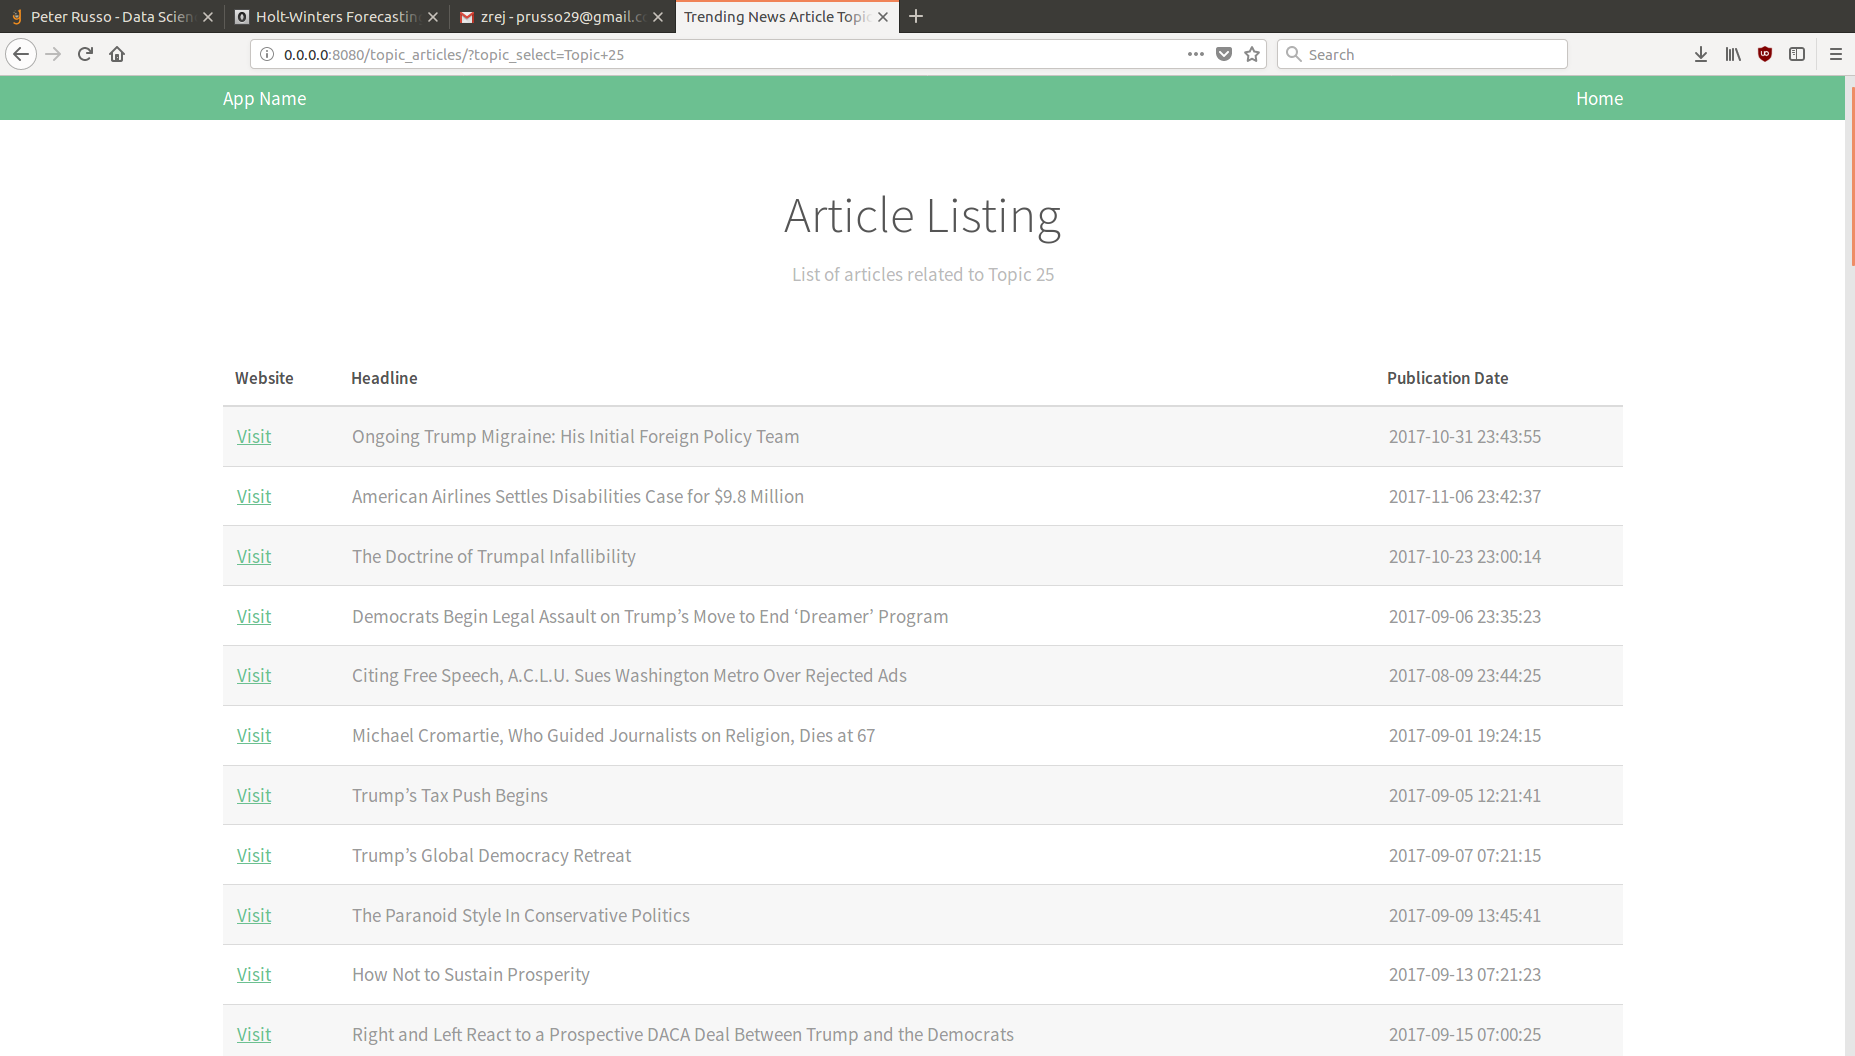 Peter Russo - Data Scien
Holt-Winters Forecasting
zrej - prusso29@gmail.c
Trending News Article Topic
0.0.0.0:8080/topic_articles/?topic_select=Topic+25
Search
App Name
Home
Article Listing
List of articles related to Topic 25
Website Headline Publication Date
Visit Ongoing Trump Migraine: His Initial Foreign Policy Team 2017-10-31 23:43:55
Visit American Airlines Settles Disabilities Case for $9.8 Million 2017-11-06 23:42:37
Visit The Doctrine of Trumpal Infallibility 2017-10-23 23:00:14
Visit Democrats Begin Legal Assault on Trump’s Move to End ‘Dreamer’ Program 2017-09-06 23:35:23
Visit Citing Free Speech, A.C.L.U. Sues Washington Metro Over Rejected Ads 2017-08-09 23:44:25
Visit Michael Cromartie, Who Guided Journalists on Religion, Dies at 67 2017-09-01 19:24:15
Visit Trump’s Tax Push Begins 2017-09-05 12:21:41
Visit Trump’s Global Democracy Retreat 2017-09-07 07:21:15
Visit The Paranoid Style In Conservative Politics 2017-09-09 13:45:41
Visit How Not to Sustain Prosperity 2017-09-13 07:21:23
Visit Right and Left React to a Prospective DACA Deal Between Trump and the Democrats 2017-09-15 07:00:25